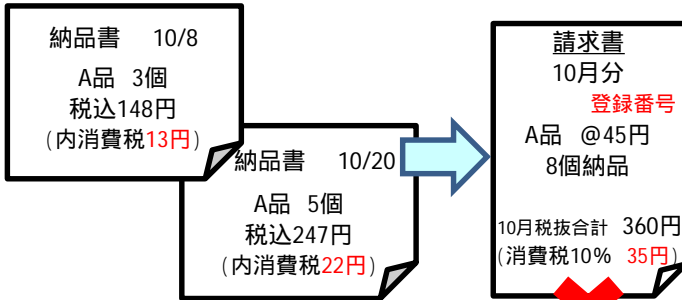 納品書 10/8
A品 3個
税込148円
(内消費税13円)
納品書 10/20
A品 5個
税込247円
(内消費税22円)
請求書
10月分
登録番号
A品 @45円
8個納品
10月税抜合計 360円
(消費税10% 35円)